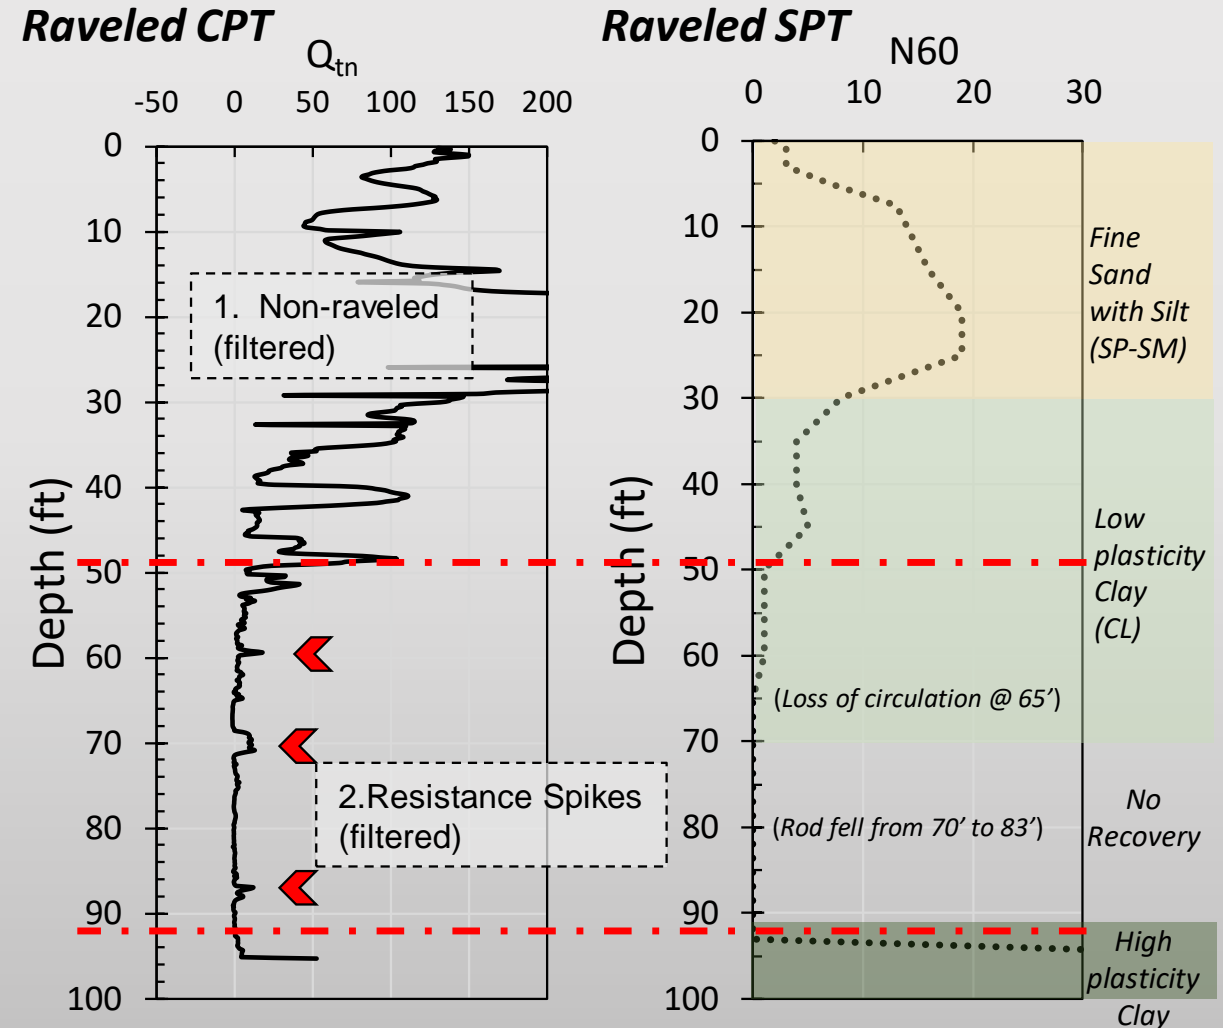 Raveled CPT
Qtn
-50 0 50 100 150 200
0
10
20
30
40
50
60
70
80
90
100
Depth (ft)
1. Non-raveled
(filtered)
2.Resistance Spikes
(filtered)
Raveled SPT
N60
0 10 20 30
0
10
20
30
40
50
60
70
80
90
100
Depth (ft)
Fine
Sand
with Silt
(SP-SM)
Low
plasticity
Clay
(CL)
(Loss of circulation @ 65’)
(Rod fell from 70’ to 83’)
No
Recovery
High
plasticity
Clay